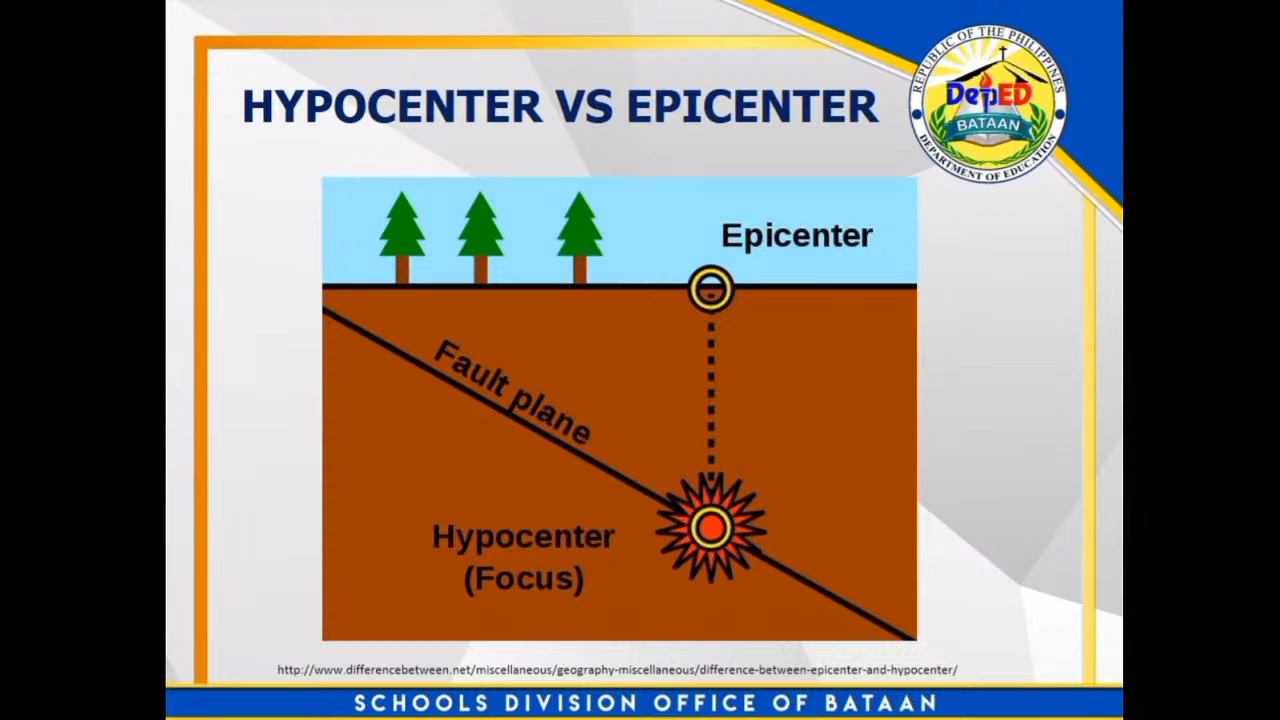 HYPOCENTER VS EPICENTER
REPUBLIC OF THE PHILIPPINES
DepED
BATAAN
DEPARTMENT OF EDUCATION
Epicenter
Fault plane
Hypocenter
(Focus)
http://www.differencebetween.net/miscellaneous/geography-miscellaneous/difference-between-epicenter-and-hypocenter/
SCHOOLS DIVISION OFFICE OF BATAAN